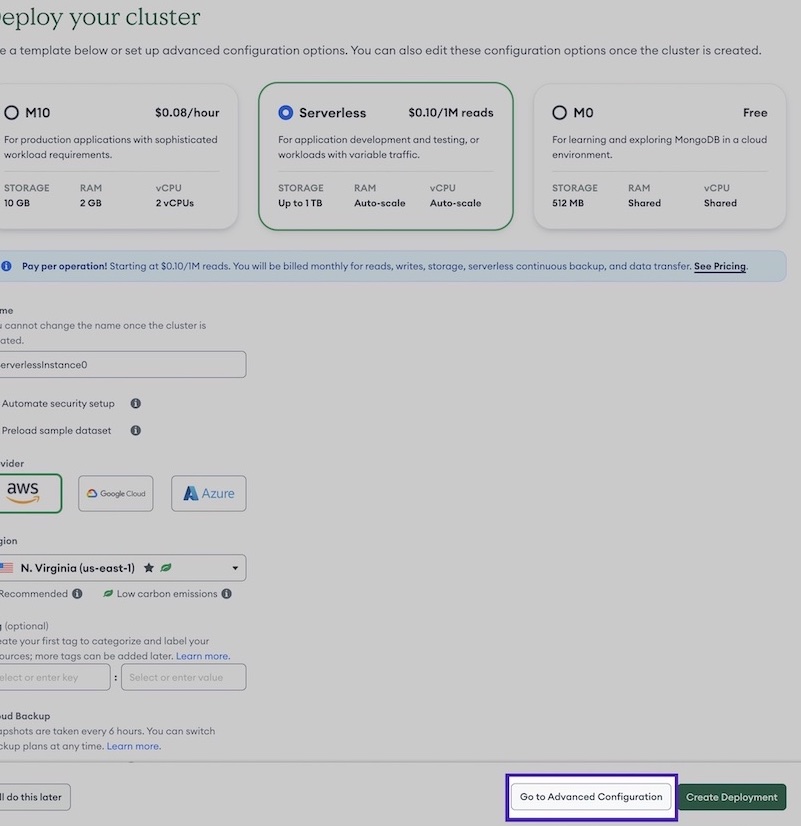 eploy your cluster
e a template below or set up advanced configuration options. You can also edit these configuration options once the cluster is created.
M10 $0.08/hour
For production applications with sophisticated
workload requirements.
STORAGE RAM vCPU
10 GB 2 GB 2 vCPUs
Serverless $0.10/1M reads
For application development and testing, or
workloads with variable traffic.
STORAGE RAM vCPU
Up to 1 TB Auto-scale Auto-scale
M0 Free
For learning and exploring MongoDB in a cloud
environment.
STORAGE RAM vCPU
512 MB Shared Shared
Pay per operation! Starting at $0.10/1M reads. You will be billed monthly for reads, writes, storage, serverless continuous backup, and data transfer. See Pricing.
me
u cannot change the name once the cluster is
ated.
erverlessInstance0
Automate security setup
Preload sample dataset
vider
aws Google Cloud Azure
gion
N. Virginia (us-east-1)
Recommended Low carbon emissions
g (optional)
eate your first tag to categorize and label your
ources; more tags can be added later. Learn more.
elect or enter key : Select or enter value
oud Backup
apshots are taken every 6 hours. You can switch
ckup plans at any time. Learn more.
ll do this later Go to Advanced Configuration Create Deployment